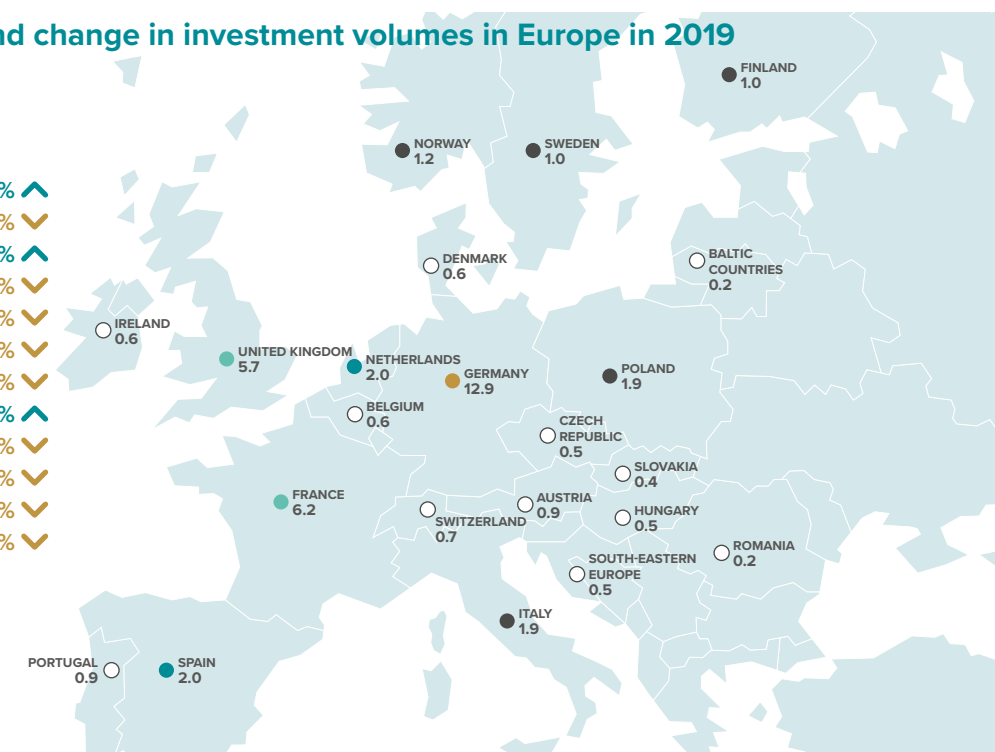 nd change in investment volumes in Europe in 2019
FINLAND
1.0
NORWAY
1.2
SWEDEN
1.0
%
%
%
%
%
%
%
%
%
%
%
%
DENMARK
0.6
BALTIC
COUNTRIES
0.2
IRELAND
0.6
UNITED KINGDOM
5.7
NETHERLANDS
2.0
GERMANY
12.9
POLAND
1.9
BELGIUM
0.6
CZECH
REPUBLIC
0.5
SLOVAKIA
0.4
FRANCE
6.2
SWITZERLAND
0.7
AUSTRIA
0.9
HUNGARY
0.5
ROMANIA
0.2
SOUTH-EASTERN
EUROPE
0.5
ITALY
1.9
PORTUGAL
0.9
SPAIN
2.0